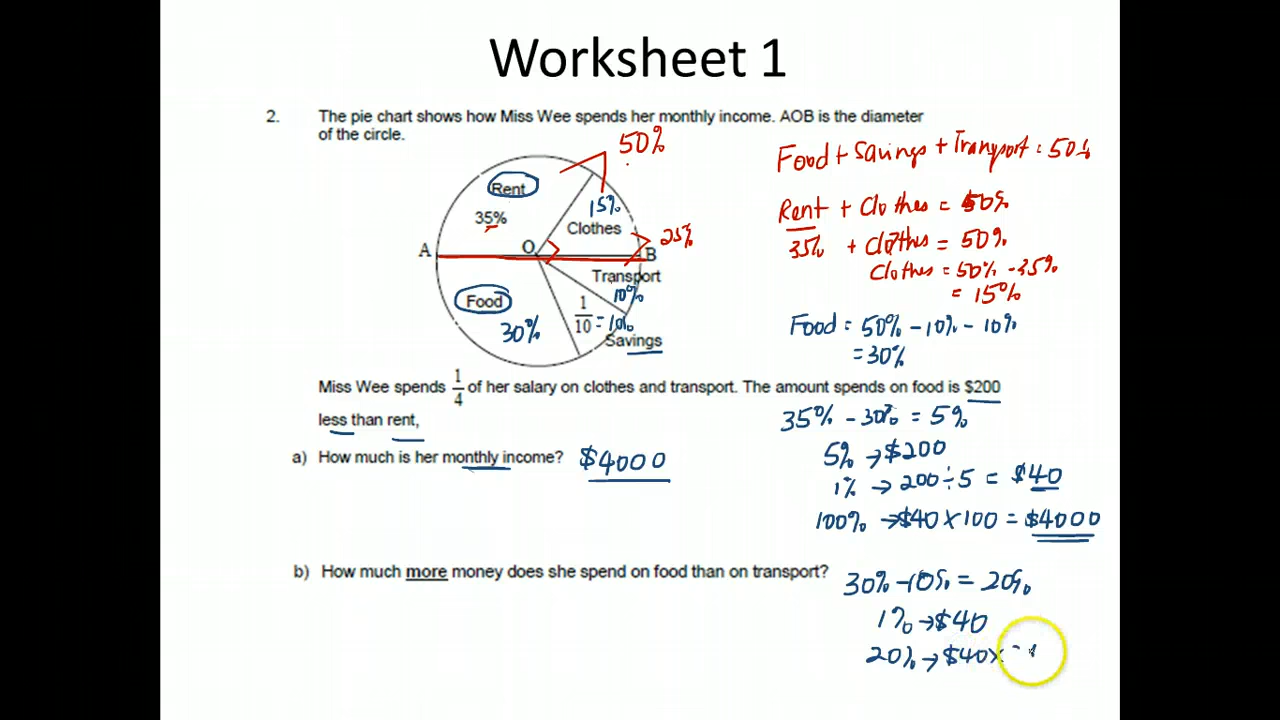 Worksheet 1
2. The pie chart shows how Miss Wee spends her monthly income. AOB is the diameter
of the circle.
50%
Food + Savings + Transport = 50%
Rent
35%
15%
Clothes
25%
A
O
B
Rent + Clothes = 50%
35% + Clothes = 50%
Clothes = 50% - 35%
= 15%
Transport
10%
Food
30%
1/10 = 10%
Savings
Food = 50% - 10% - 10%
= 30%
Miss Wee spends 1/4 of her salary on clothes and transport. The amount spends on food is $200
less than rent,
35% - 30% = 5%
5% → $200
1% → 200 ÷ 5 = $40
100% → $40 × 100 = $4000
a) How much is her monthly income? $4000
b) How much more money does she spend on food than on transport?
30% - 10% = 20%
1% → $40
20% → $40 ×